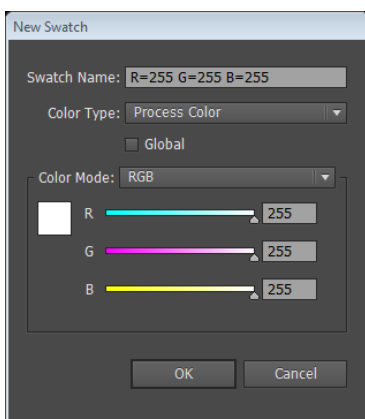 New Swatch
Swatch Name: R=255 G=255 B=255
Color Type: Process Color
Global
Color Mode: RGB
R 255
G 255
B 255
OK Cancel